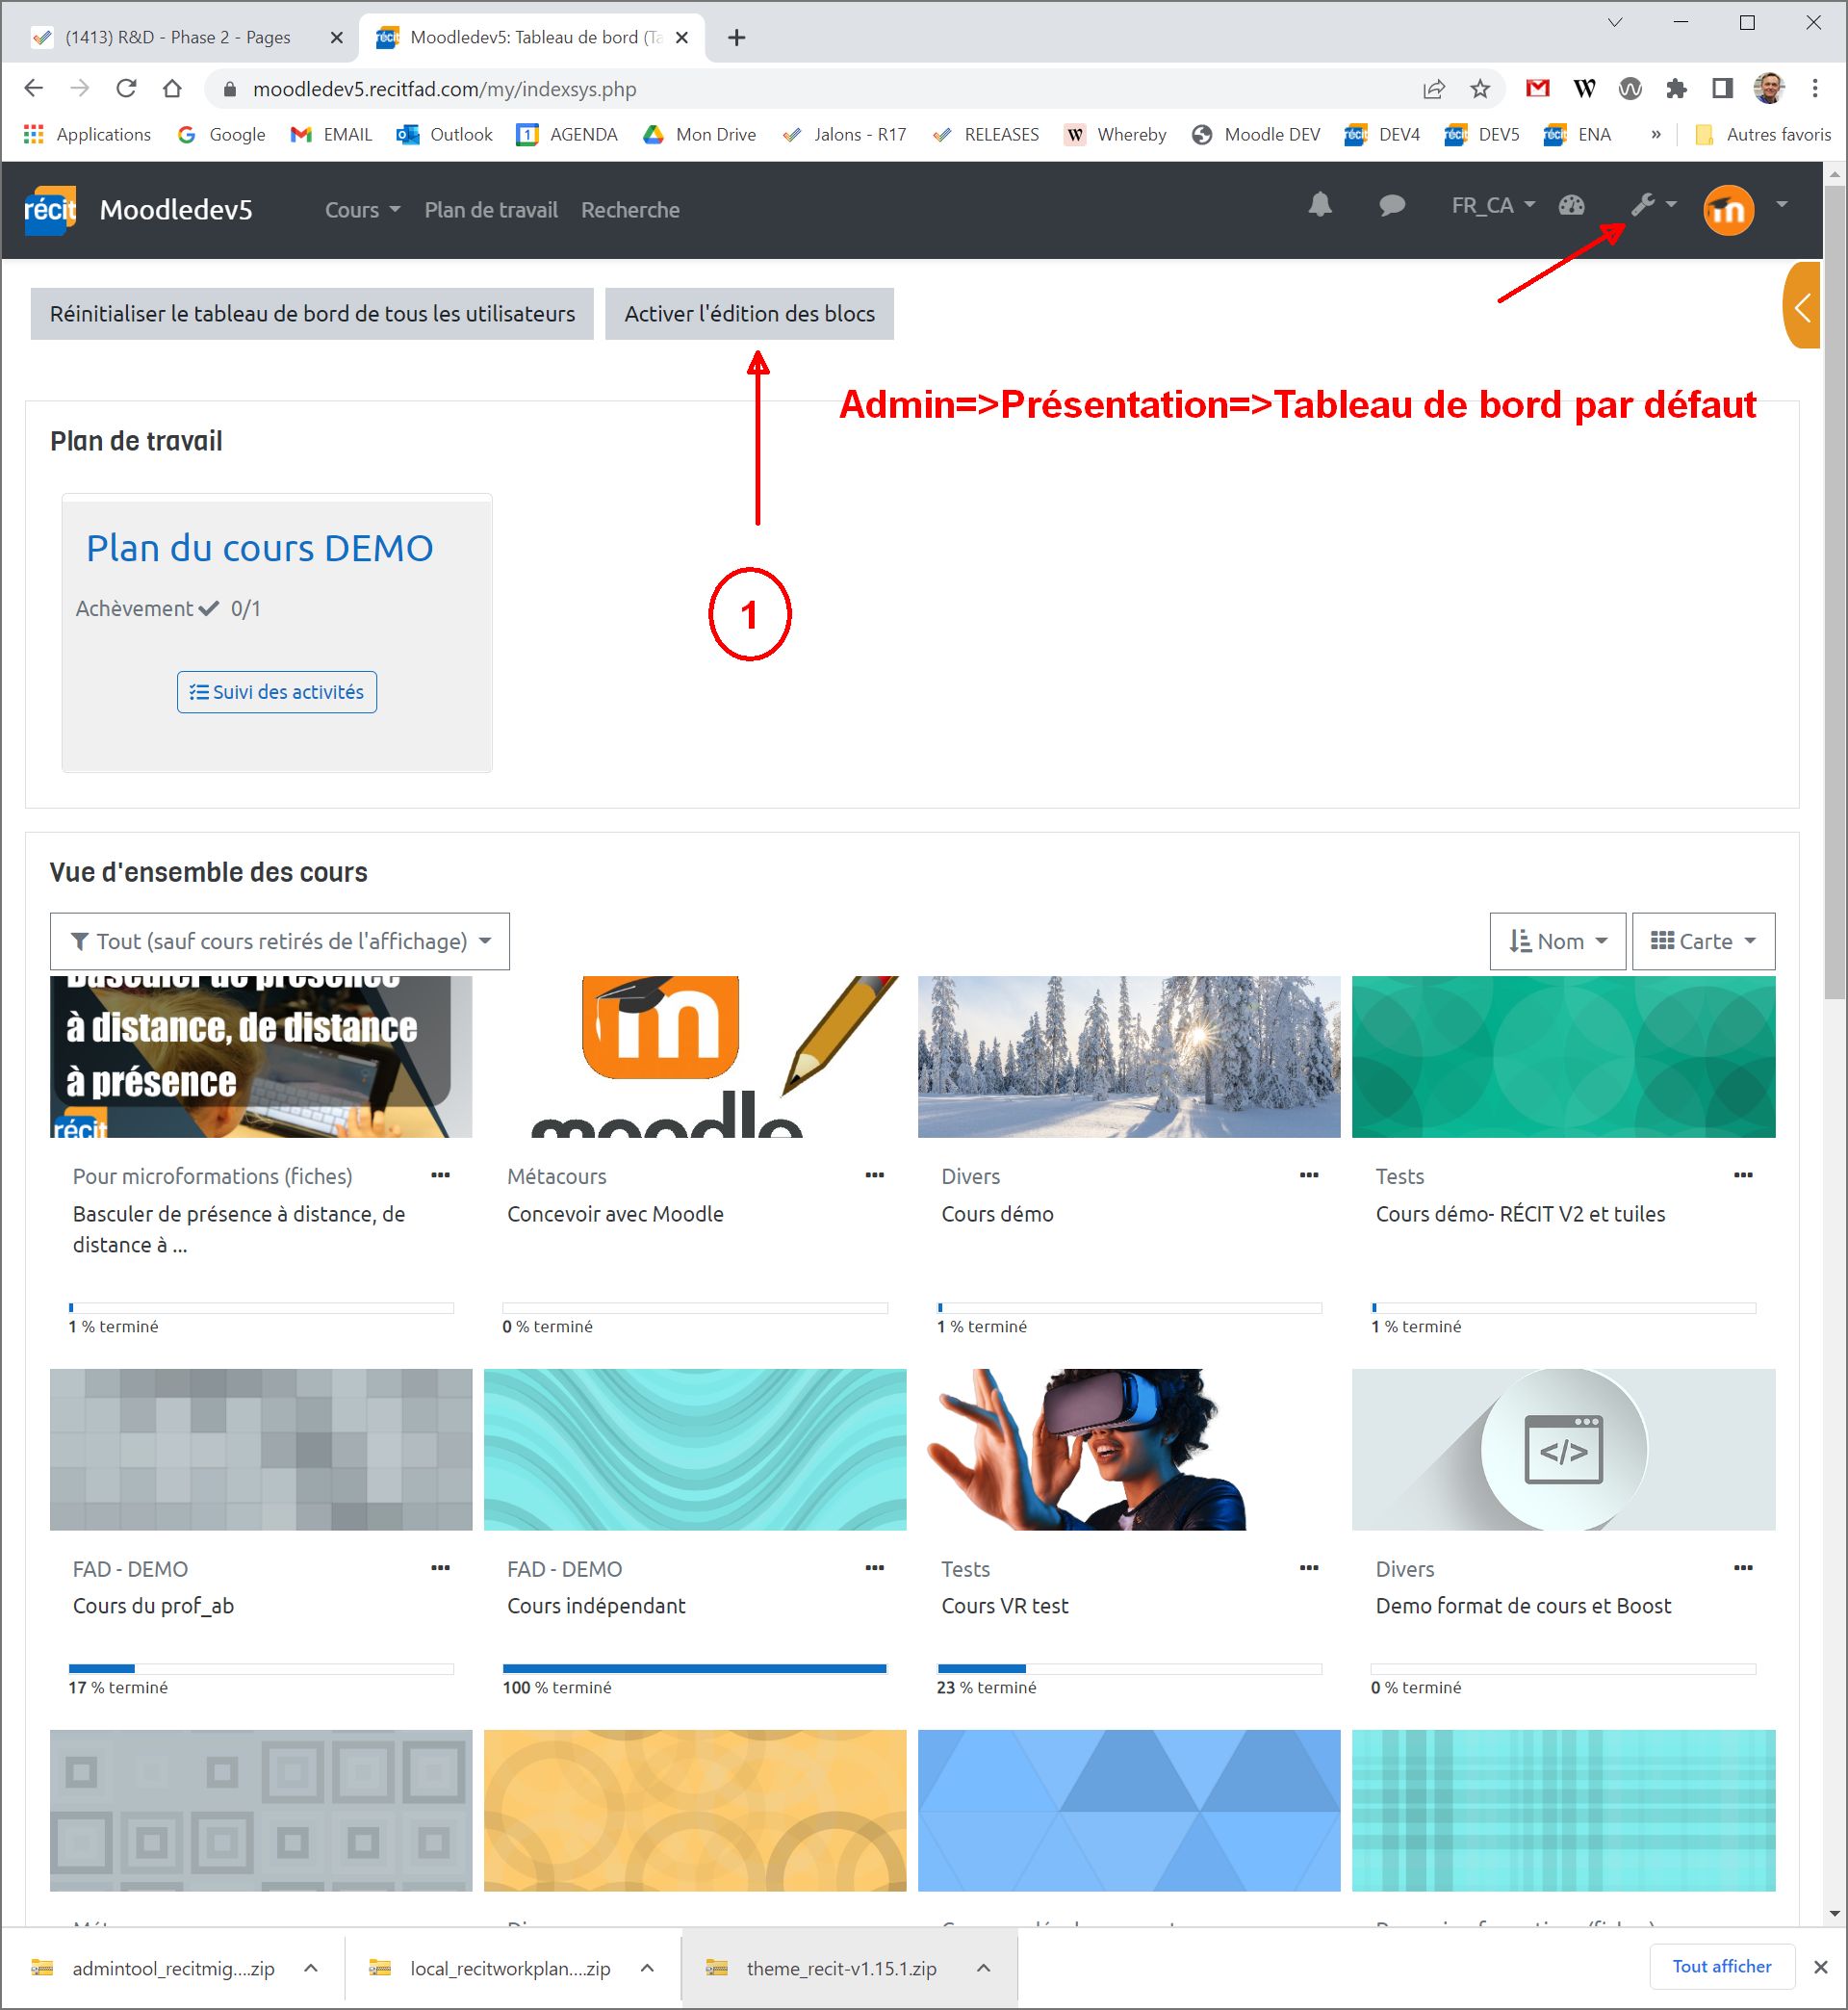 (1413) R&D - Phase 2 - Pages
Moodledev5: Tableau de bord (Ta
moodledev5.recitfad.com/my/indexsys.php
Applications
Google
EMAIL
Outlook
1
AGENDA
Mon Drive
Jalons - R17
RELEASES
W
Whereby
Moodle DEV
récit
DEV4
récit
DEV5
récit
ENA
»
Autres favoris
récit
Moodledev5
Cours
Plan de travail
Recherche
FR_CA
m
Réinitialiser le tableau de bord de tous les utilisateurs
Activer l'édition des blocs
Admin=>Présentation=>Tableau de bord par défaut
Plan de travail
Plan du cours DEMO
Achèvement 0/1
1
Suivi des activités
Vue d'ensemble des cours
Tout (sauf cours retirés de l'affichage)
Nom
Carte
Basculer de présence
à distance, de distance
à présence
récit
m
moodle
Pour microformations (fiches)
Basculer de présence à distance, de
distance à ...
1 % terminé
Métacours
Concevoir avec Moodle
0 % terminé
Divers
Cours démo
1 % terminé
Tests
Cours démo- RÉCIT V2 et tuiles
1 % terminé
</>
FAD - DEMO
Cours du prof_ab
17 % terminé
FAD - DEMO
Cours indépendant
100 % terminé
Tests
Cours VR test
23 % terminé
Divers
Demo format de cours et Boost
0 % terminé
admintool_recitmig....zip
local_recitworkplan....zip
theme_recit-v1.15.1.zip
Tout afficher